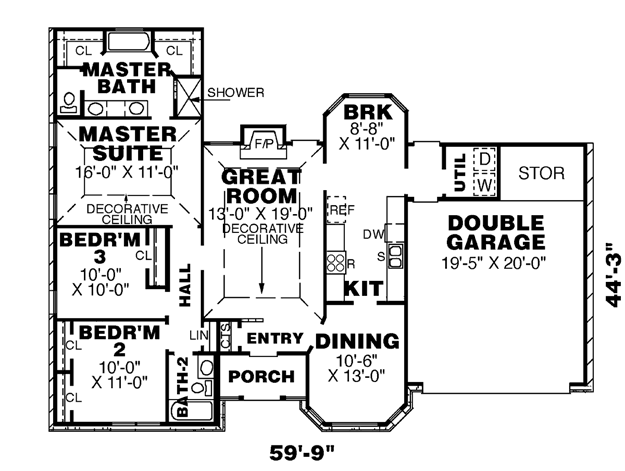 CL
CL
MASTER
BATH
SHOWER
BRK
8'-8"
X 11'-0"
MASTER
SUITE
16'-0" X 11'-0"
DECORATIVE
CEILING
F/P
GREAT
ROOM
13'-0" X 19'-0"
DECORATIVE
CEILING
UTIL
D
W
STOR
REF
DW
S
R
KIT
DOUBLE
GARAGE
19'-5" X 20'-0"
44'-3"
BEDR'M
3
10'-0"
X 10'-0"
CL
HALL
BEDR'M
2
10'-0"
X 11'-0"
CL
CL
LIN
CTS
ENTRY
PORCH
BATH-2
DINING
10'-6"
X 13'-0"
59'-9"